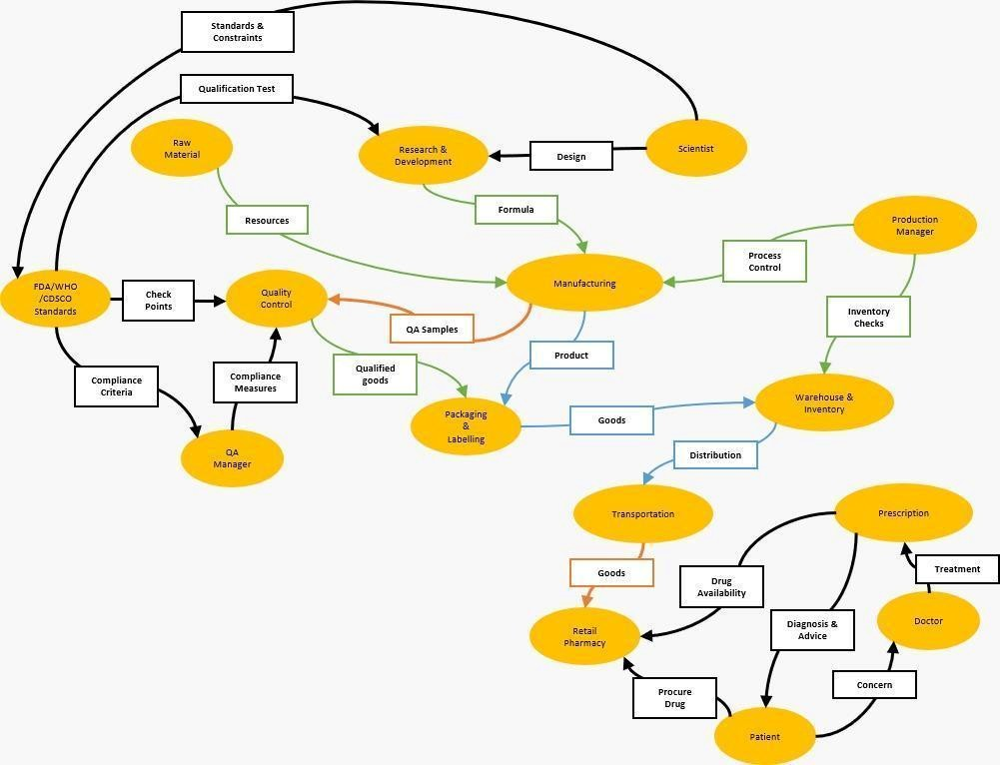 Standards &
Constraints
Qualification Test
Raw
Material
Research &
Development
Design
Scientist
Resources
Formula
Production
Manager
Process
Control
FDA/WHO
/CDSCO
Standards
Check
Points
Quality
Control
Manufacturing
QA Samples
Inventory
Checks
Product
Qualified
goods
Compliance
Criteria
Compliance
Measures
Packaging
&
Labelling
Goods
Warehouse &
Inventory
QA
Manager
Distribution
Transportation
Prescription
Goods
Drug
Availability
Treatment
Retail
Pharmacy
Diagnosis &
Advice
Doctor
Procure
Drug
Concern
Patient